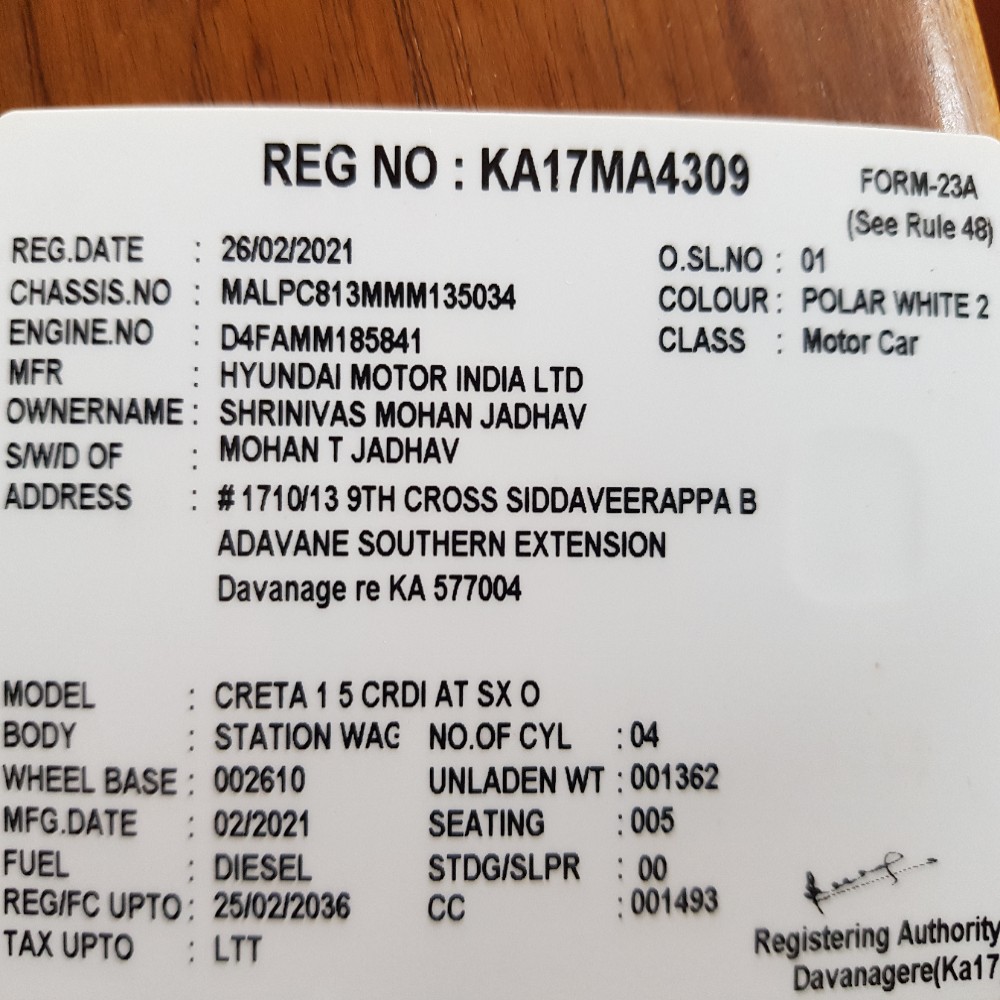 REG NO : KA17MA4309
FORM-23A
(See Rule 48)
REG.DATE : 26/02/2021 O.SL.NO : 01
CHASSIS.NO : MALPC813MMM135034 COLOUR : POLAR WHITE 2
ENGINE.NO : D4FAMM185841 CLASS : Motor Car
MFR : HYUNDAI MOTOR INDIA LTD
OWNERNAME : SHRINIVAS MOHAN JADHAV
S/W/D OF : MOHAN T JADHAV
ADDRESS : # 1710/13 9TH CROSS SIDDAVEERAPPA B
ADAVANE SOUTHERN EXTENSION
Davanage re KA 577004
MODEL : CRETA 1 5 CRDI AT SX O
BODY : STATION WAG NO.OF CYL : 04
WHEEL BASE : 002610 UNLADEN WT : 001362
MFG.DATE : 02/2021 SEATING : 005
FUEL : DIESEL STDG/SLPR : 00
REG/FC UPTO : 25/02/2036 CC : 001493
TAX UPTO : LTT
Registering Authority
Davanagere(Ka17